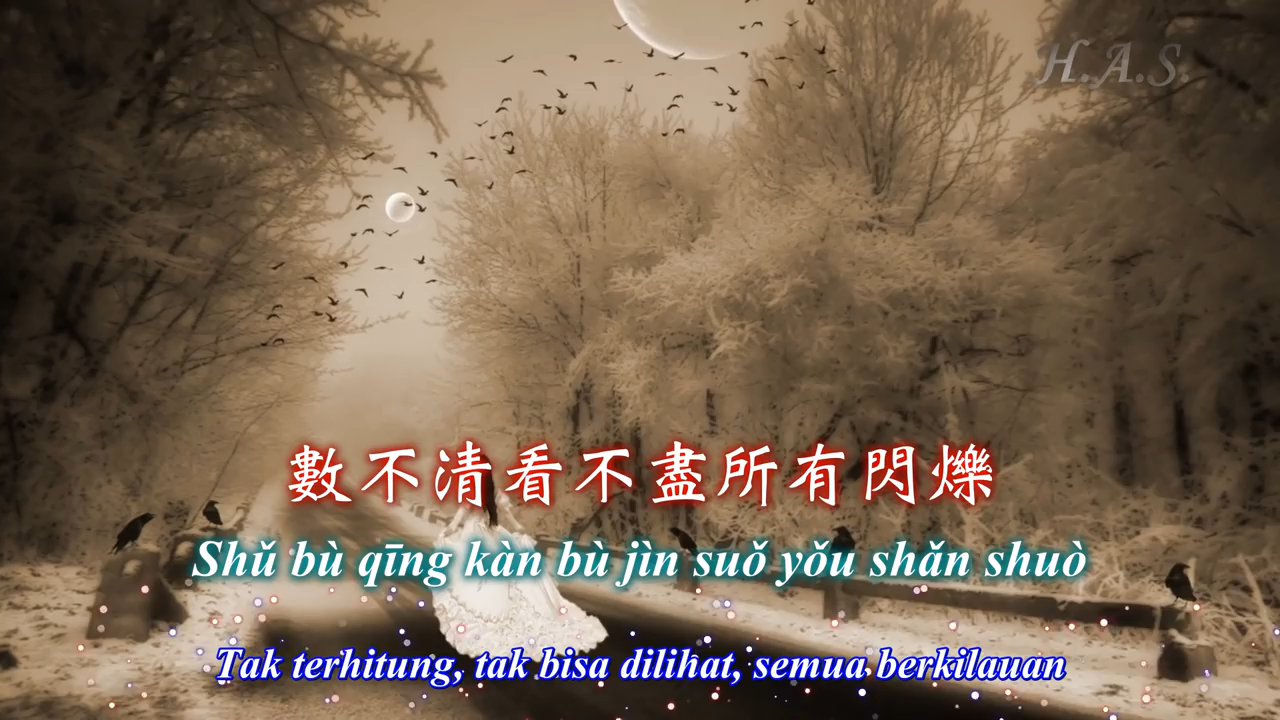 H.A.S
數不清看不盡所有閃爍
Shǔ bù qīng kàn bù jìn suǒ yǒu shǎn shuò
Tak terhitung, tak bisa dilihat, semua berkilauan